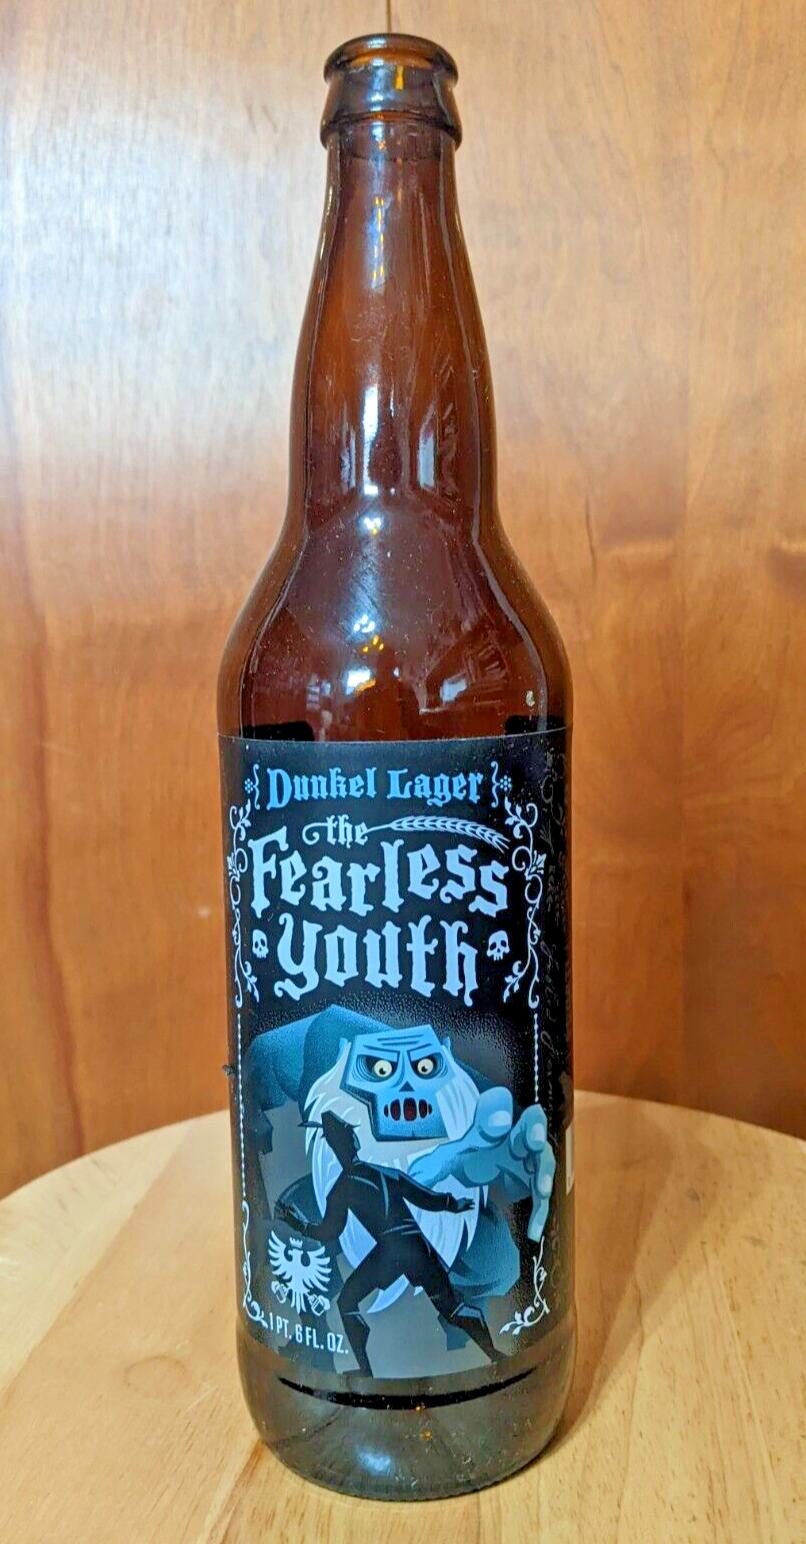 Dunkel Lager
the
Fearless
Youth
1 PT. 6 FL. OZ.